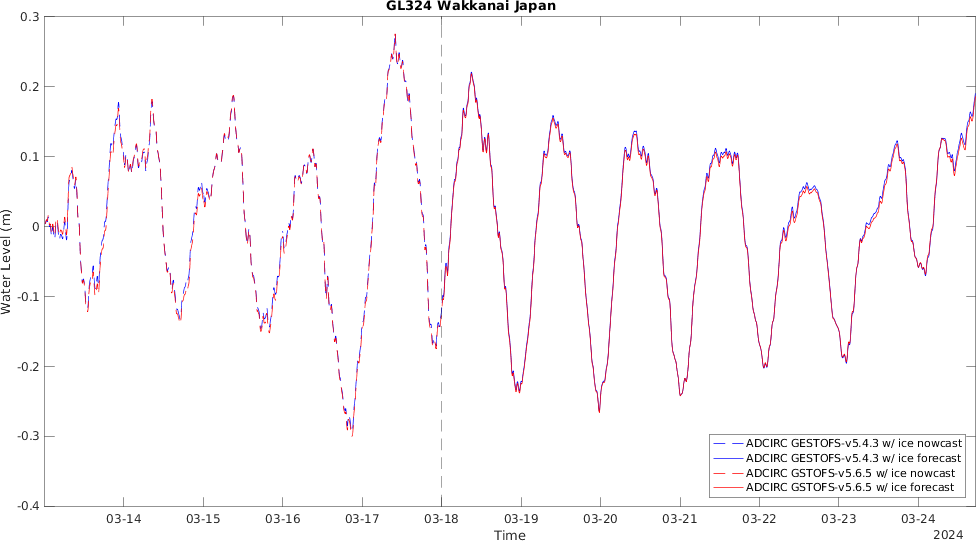 GL324 Wakkanai Japan
0.3
0.2
0.1
0
-0.1
-0.2
-0.3
-0.4
Water Level (m)
ADCIRC GESTOFS-v5.4.3 w/ ice nowcast
ADCIRC GESTOFS-v5.4.3 w/ ice forecast
ADCIRC GSTOFS-v5.6.5 w/ ice nowcast
ADCIRC GSTOFS-v5.6.5 w/ ice forecast
03-14 03-15 03-16 03-17 03-18 03-19 03-20 03-21 03-22 03-23 03-24
Time
2024